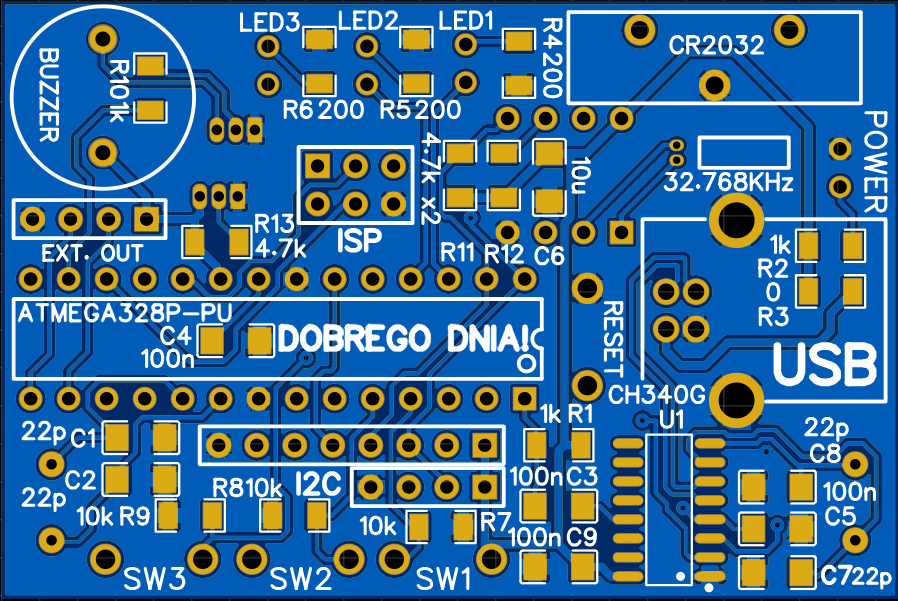 LED3 LED2 LED1
R4 200
CR2032
BUZZER
R10 1k
R6 200 R5 200
4.7k x2
10u
POWER
32.768KHz
EXT. OUT
R13
4.7k
ISP
R11 R12 C6
1k
R2
0
R3
ATMEGA328P-PU
C4
100n
DOBREGO DNIA!
RESET
USB
CH340G
U1
1k R1
22p C1
C2
22p
22p
C8
100n C3
100n
C5
R8 10k I2C
10k R9
10k R7
100n C9
SW3 SW2 SW1
C7 22p